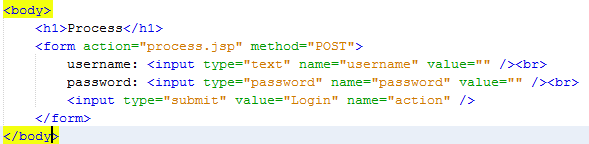 <body>
<h1>Process</h1>
<form action="process.jsp" method="POST">
username: <input type="text" name="username" value="" /><br>
password: <input type="password" name="password" value="" /><br>
<input type="submit" value="Login" name="action" />
</form>
</body>